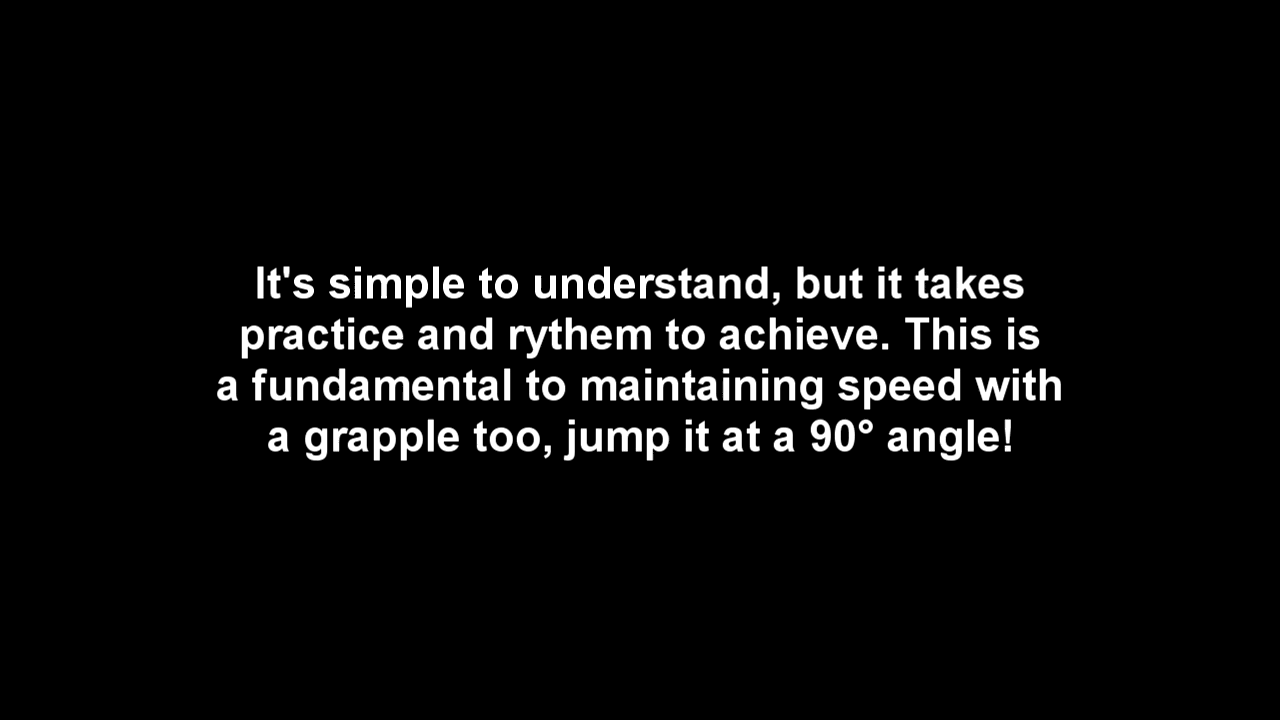 It's simple to understand, but it takes
practice and rythem to achieve. This is
a fundamental to maintaining speed with
a grapple too, jump it at a 90° angle!